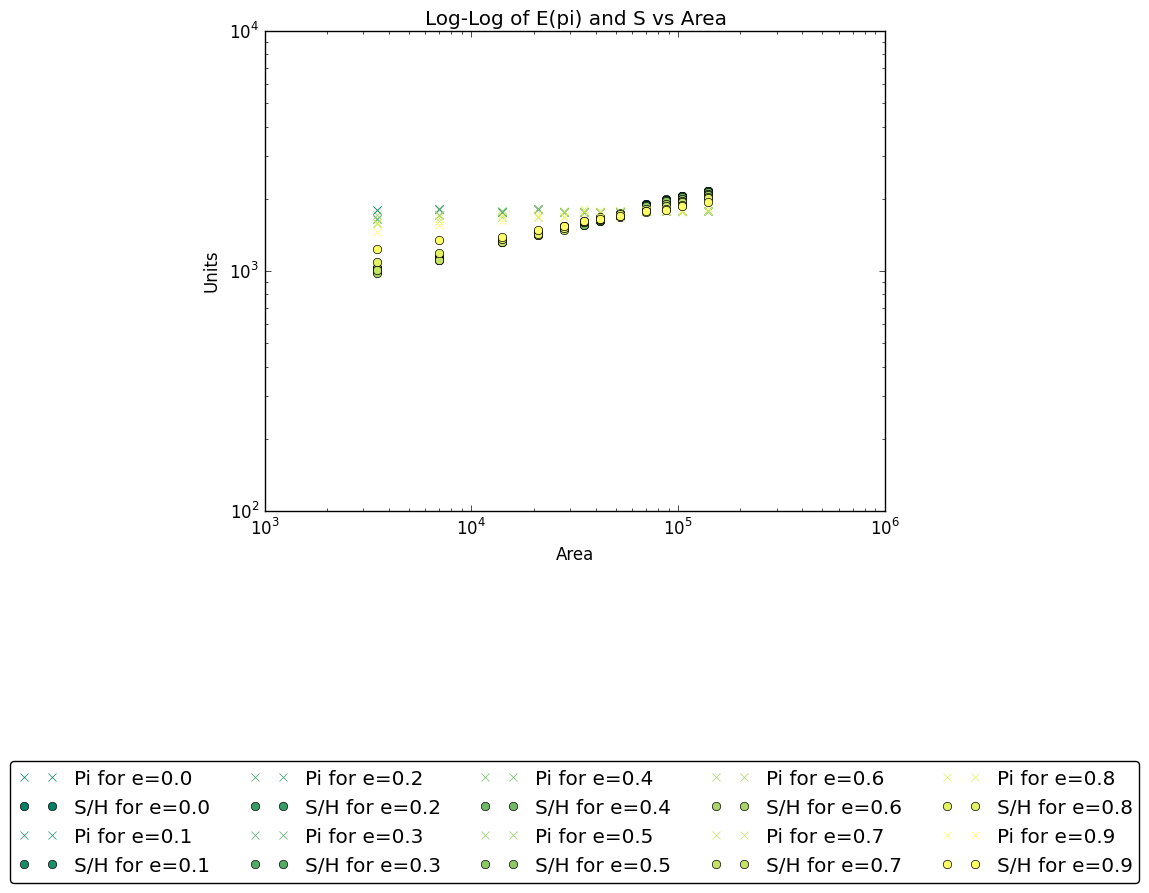 Log-Log of E(pi) and S vs Area
10^4
10^3
10^2
Units
10^3 10^4 10^5 10^6
Area
Pi for e=0.0 Pi for e=0.2 Pi for e=0.4 Pi for e=0.6 Pi for e=0.8
S/H for e=0.0 S/H for e=0.2 S/H for e=0.4 S/H for e=0.6 S/H for e=0.8
Pi for e=0.1 Pi for e=0.3 Pi for e=0.5 Pi for e=0.7 Pi for e=0.9
S/H for e=0.1 S/H for e=0.3 S/H for e=0.5 S/H for e=0.7 S/H for e=0.9